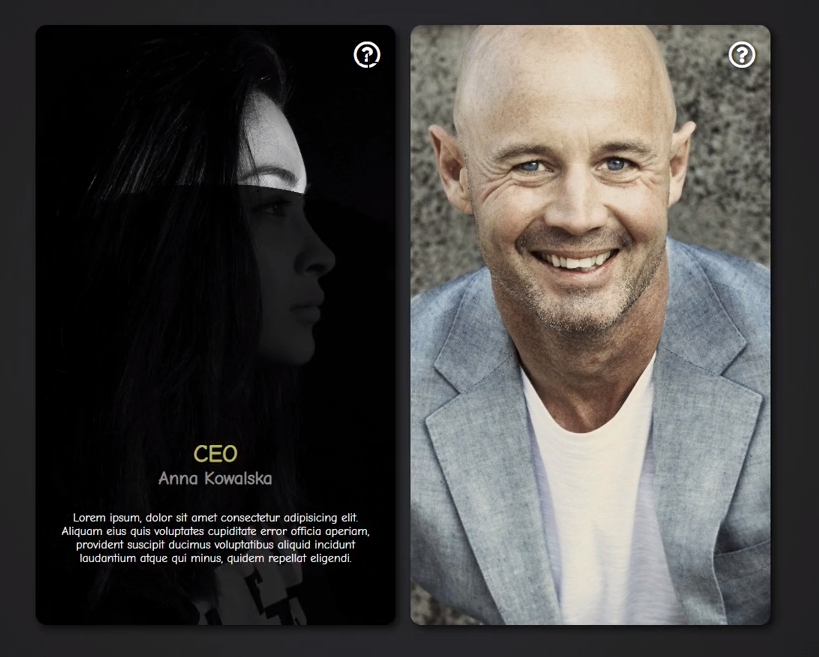 ?
?
CEO
Anna Kowalska
Lorem ipsum, dolor sit amet consectetur adipisicing elit.
Aliquam eius quis voluptates cupiditate error officia aperiam,
provident suscipit ducimus voluptatibus aliquid incidunt
laudantium atque qui minus, quidem repellat eligendi.